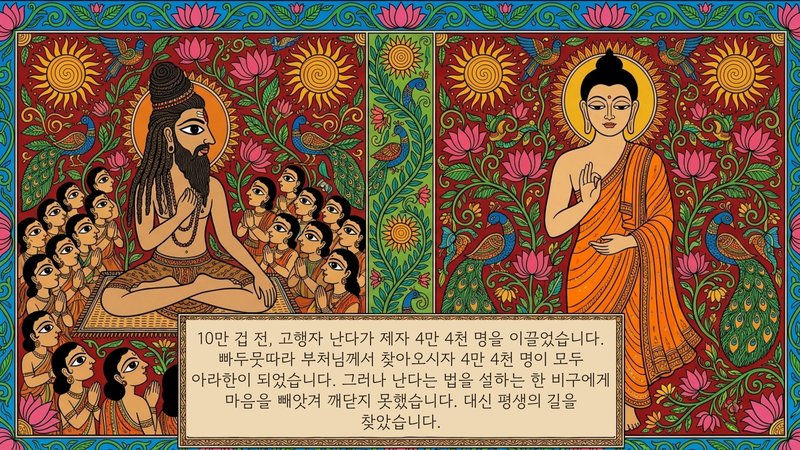 10만 겁 전, 고행자 난다가 제자 4만 4천 명을 이끌었습니다.
빠두뭇따라 부처님께서 찾아오시자 4만 4천 명이 모두
아라한이 되었습니다. 그러나 난다는 법을 설하는 한 비구에게
마음을 빼앗겨 깨닫지 못했습니다. 대신 평생의 길을
찾았습니다.